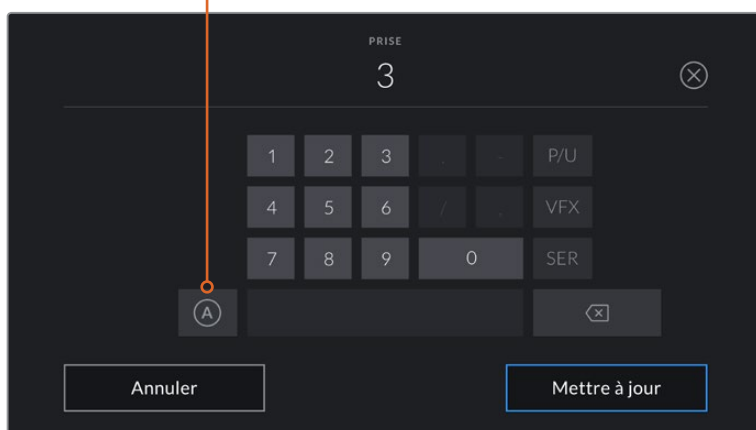 PRISE
3
1 2 3 . - P/U
4 5 6 / , VFX
7 8 9 0 SER
A
Annuler Mettre à jour